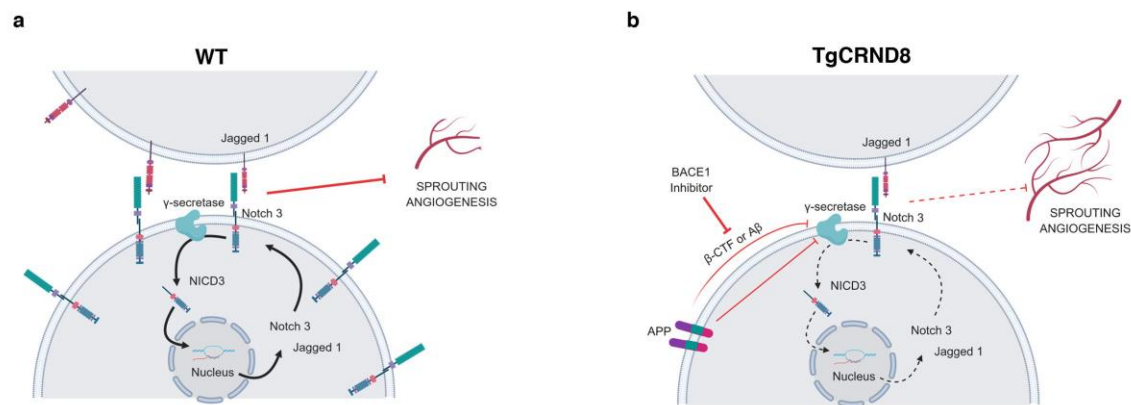 a
WT
Jagged 1
SPROUTING
ANGIOGENESIS
γ-secretase
Notch 3
NICD3
Notch 3
Jagged 1
Nucleus
b
TgCRND8
Jagged 1
BACE1
Inhibitor
γ-secretase
Notch 3
SPROUTING
ANGIOGENESIS
β-CTF or Aβ
NICD3
APP
Notch 3
Jagged 1
Nucleus